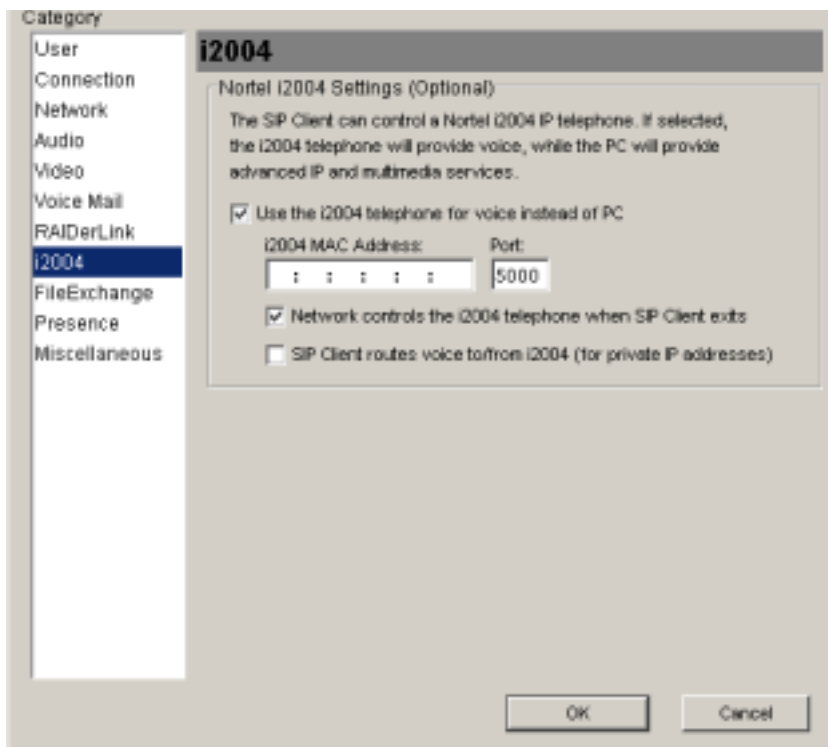 Category
User
Connection
Network
Audio
Video
Voice Mail
RAIDerLink
i2004
FileExchange
Presence
Miscellaneous
i2004
Nortel i2004 Settings (Optional)
The SIP Client can control a Nortel i2004 IP telephone. If selected,
the i2004 telephone will provide voice, while the PC will provide
advanced IP and multimedia services.
Use the i2004 telephone for voice instead of PC
i2004 MAC Address: Port:
: : : : : 5000
Network controls the i2004 telephone when SIP Client exits
SIP Client routes voice to/from i2004 (for private IP addresses)
OK Cancel